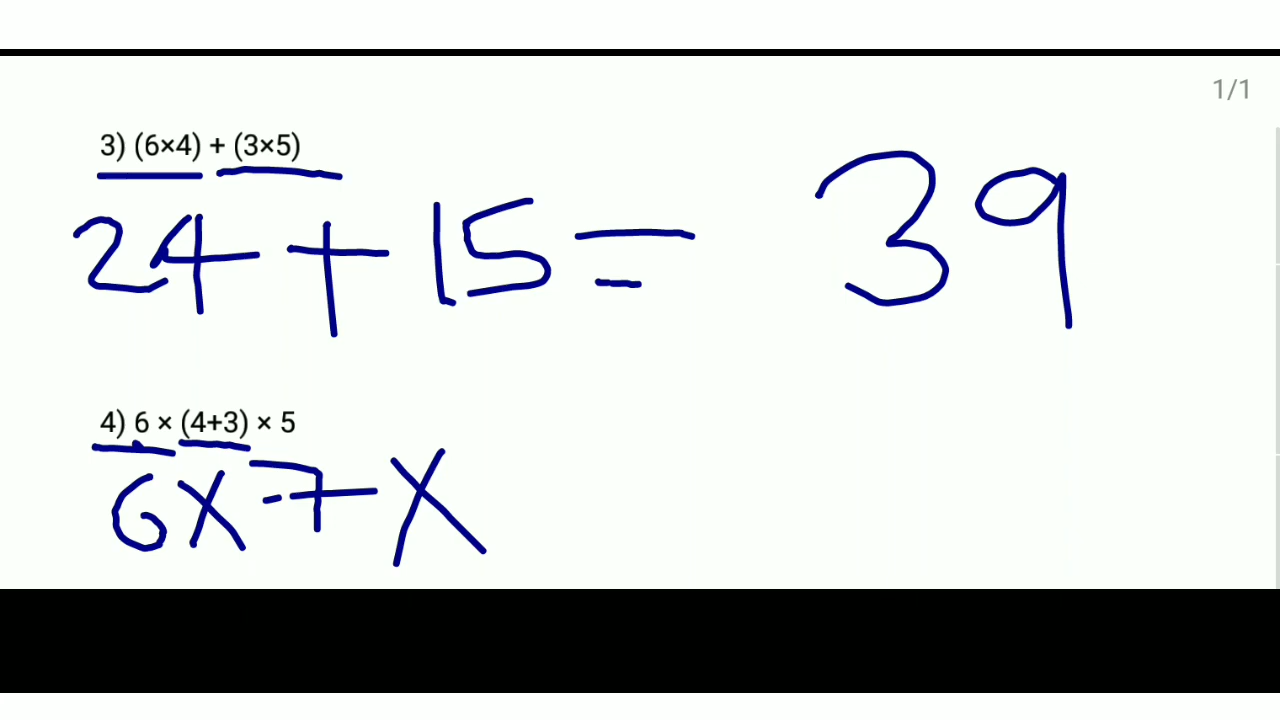 1/1
3) (6×4) + (3×5)
24 + 15 = 39
4) 6 × (4+3) × 5
6 x 7 x